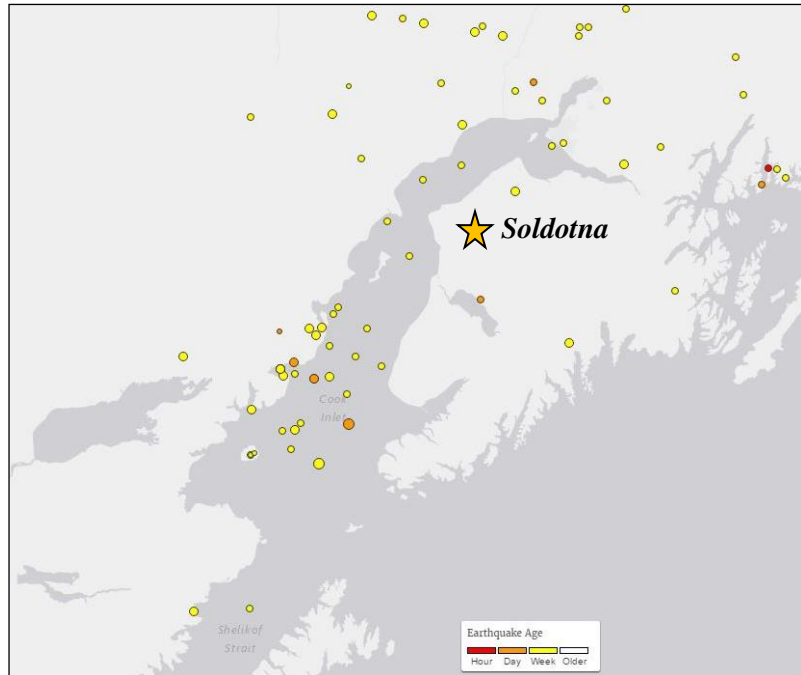 Soldotna
Cook
Inlet
Shelikof
Strait
Earthquake Age
Hour Day Week Older